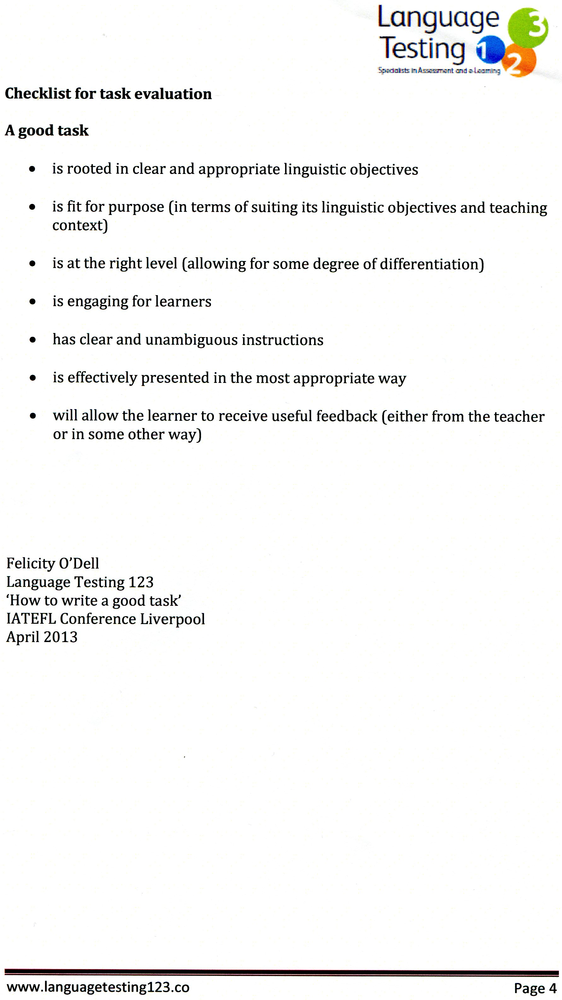 Language
Testing 1 2 3
Specialists in Assessment and e-Learning
Checklist for task evaluation
A good task
• is rooted in clear and appropriate linguistic objectives
• is fit for purpose (in terms of suiting its linguistic objectives and teaching
context)
• is at the right level (allowing for some degree of differentiation)
• is engaging for learners
• has clear and unambiguous instructions
• is effectively presented in the most appropriate way
• will allow the learner to receive useful feedback (either from the teacher
or in some other way)
Felicity O’Dell
Language Testing 123
‘How to write a good task’
IATEFL Conference Liverpool
April 2013
www.languagetesting123.co
Page 4